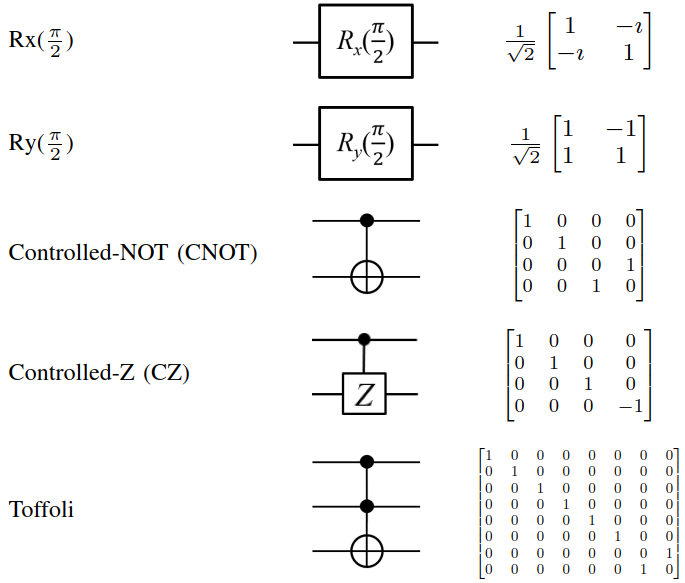 Rx(π/2) R_x(π/2) 1/√2 [1 −ı
−ı 1]
Ry(π/2) R_y(π/2) 1/√2 [1 −1
1 1]
Controlled-NOT (CNOT)
1 0 0 0
0 1 0 0
0 0 0 1
0 0 1 0
Controlled-Z (CZ) Z
1 0 0 0
0 1 0 0
0 0 1 0
0 0 0 −1
Toffoli
1 0 0 0 0 0 0 0
0 1 0 0 0 0 0 0
0 0 1 0 0 0 0 0
0 0 0 1 0 0 0 0
0 0 0 0 1 0 0 0
0 0 0 0 0 1 0 0
0 0 0 0 0 0 0 1
0 0 0 0 0 0 1 0